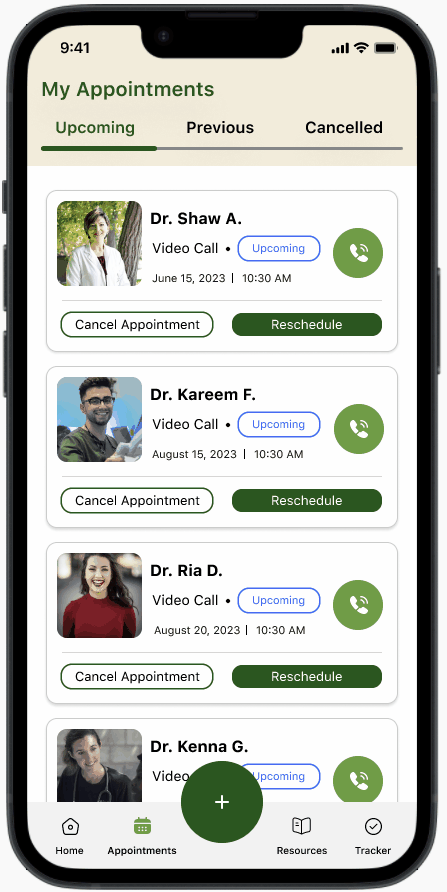 9:41
My Appointments
Upcoming Previous Cancelled
Dr. Shaw A.
Video Call • Upcoming
June 15, 2023 | 10:30 AM
Cancel Appointment Reschedule
Dr. Kareem F.
Video Call • Upcoming
August 15, 2023 | 10:30 AM
Cancel Appointment Reschedule
Dr. Ria D.
Video Call • Upcoming
August 20, 2023 | 10:30 AM
Cancel Appointment Reschedule
Dr. Kenna G.
Video Upcoming
+
Home Appointments Resources Tracker